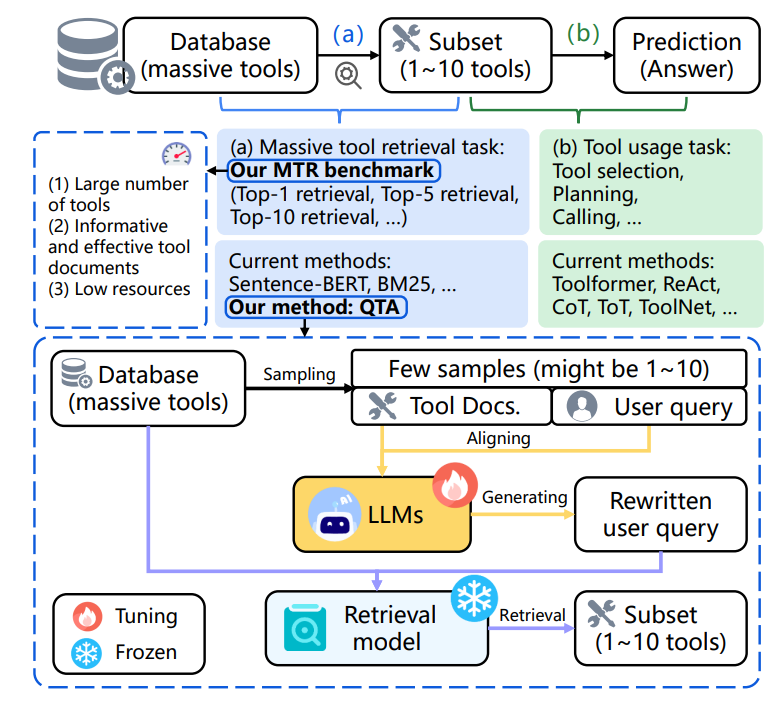 Database
(massive tools)
(a)
Subset
(1~10 tools)
(b)
Prediction
(Answer)
(1) Large number
of tools
(2) Informative
and effective tool
documents
(3) Low resources
(a) Massive tool retrieval task:
Our MTR benchmark
(Top-1 retrieval, Top-5 retrieval,
Top-10 retrieval, ...)
(b) Tool usage task:
Tool selection,
Planning,
Calling, ...
Current methods:
Sentence-BERT, BM25, ...
Our method: QTA
Current methods:
Toolformer, ReAct,
CoT, ToT, ToolNet, ...
Database
(massive tools)
Sampling
Few samples (might be 1~10)
Tool Docs.
User query
Aligning
AI
LLMs
Generating
Rewritten
user query
Tuning
Frozen
Retrieval
model
Retrieval
Subset
(1~10 tools)